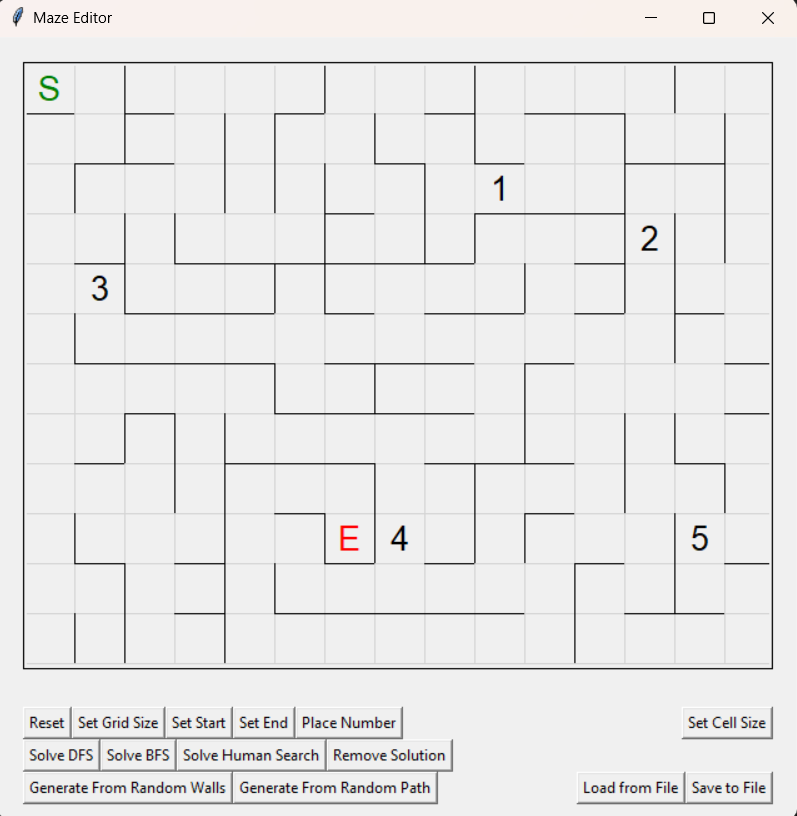 Maze Editor
S
1
2
3
E 4 5
Reset Set Grid Size Set Start Set End Place Number Set Cell Size
Solve DFS Solve BFS Solve Human Search Remove Solution
Generate From Random Walls Generate From Random Path Load from File Save to File